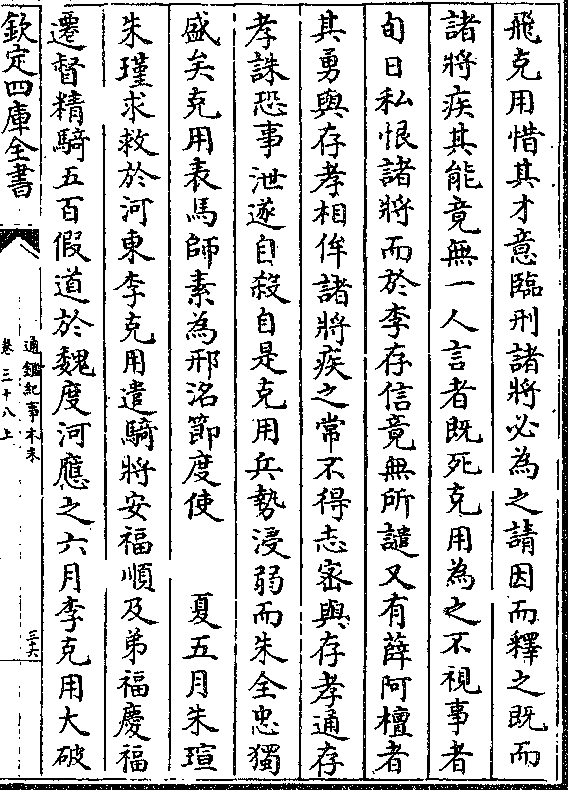 飛克用惜其才意臨刑諸將必為之請因而釋之既而
諸將疾其能竟無一人言者既死克用為之不視事者
旬日私恨諸將而於李存信竟無所譴又有薛阿檀者
其勇與存孝相侔諸將疾之常不得志密與存孝通存
孝誅恐事泄遂自殺自是克用兵勢浸弱而朱全忠獨
盛矣克用表馬師素為邢洺節度使　夏五月朱瑄
朱瑾求救於河東李克用遣騎將安福順及弟福慶福
遷督精騎五百假道於魏度河應之六月李克用大破
欽定四庫全書
通鑑紀事本末
卷三十八上
三六